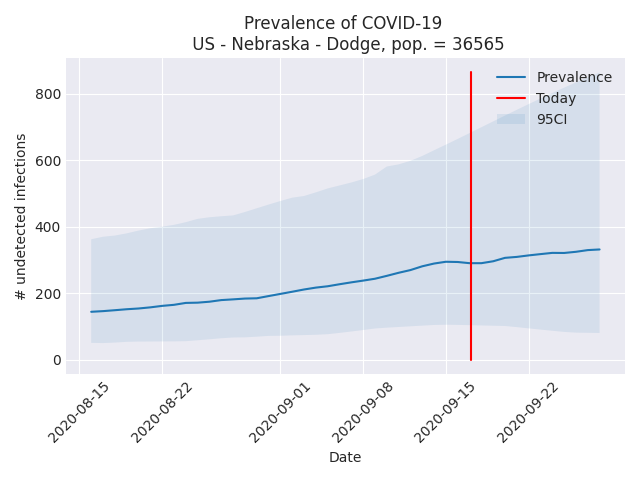 Prevalence of COVID-19
US - Nebraska - Dodge, pop. = 36565
Prevalence
Today
95CI
800
600
400
200
0
# undetected infections
2020-08-15
2020-08-22
2020-09-01
2020-09-08
2020-09-15
2020-09-22
Date